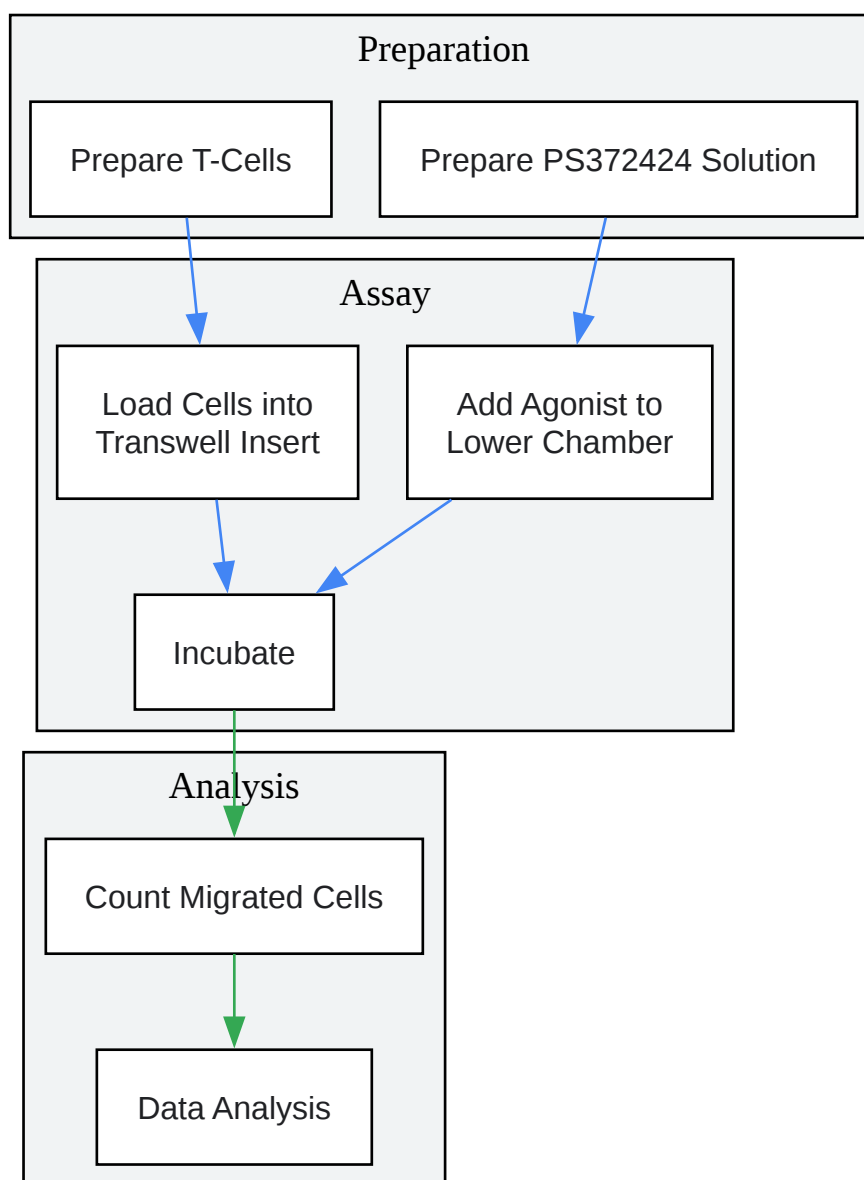 Preparation
Prepare T-Cells
Prepare PS372424 Solution
Assay
Load Cells into
Transwell Insert
Add Agonist to
Lower Chamber
Incubate
Analysis
Count Migrated Cells
Data Analysis